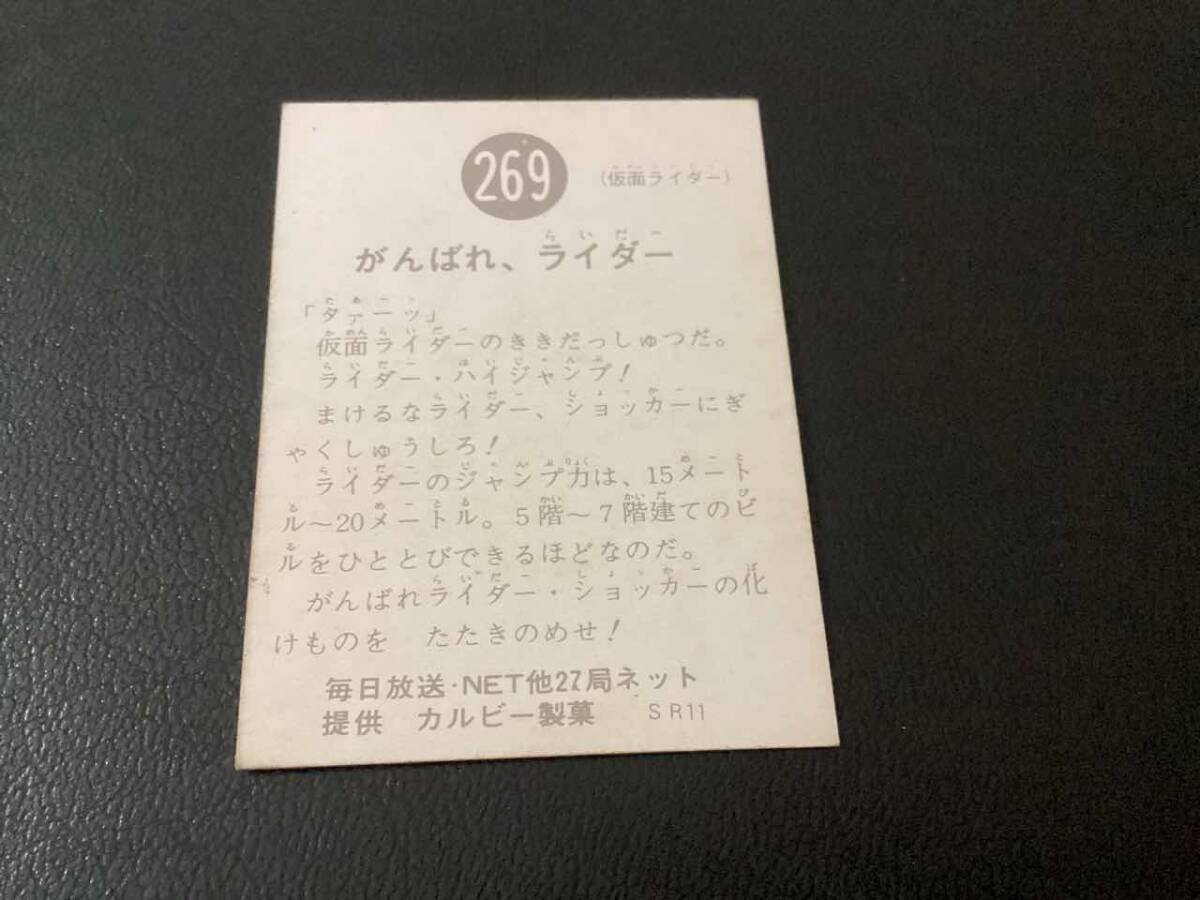 269
(仮面ライダー)
がんばれ、ライダー
「タァーッ」
仮面ライダーのききだっしゅつだ。
ライダー・ハイジャンプ!
まけるなライダー、ショッカーにぎ
ゃくしゅうしろ!
ライダーのジャンプ力は、15メート
ル〜20メートル。5階〜7階建てのビ
ルをひととびできるほどなのだ。
がんばれライダー・ショッカーの化
けものを　たたきのめせ!
毎日放送・NET他27局ネット
提供　カルビー製菓　SR11